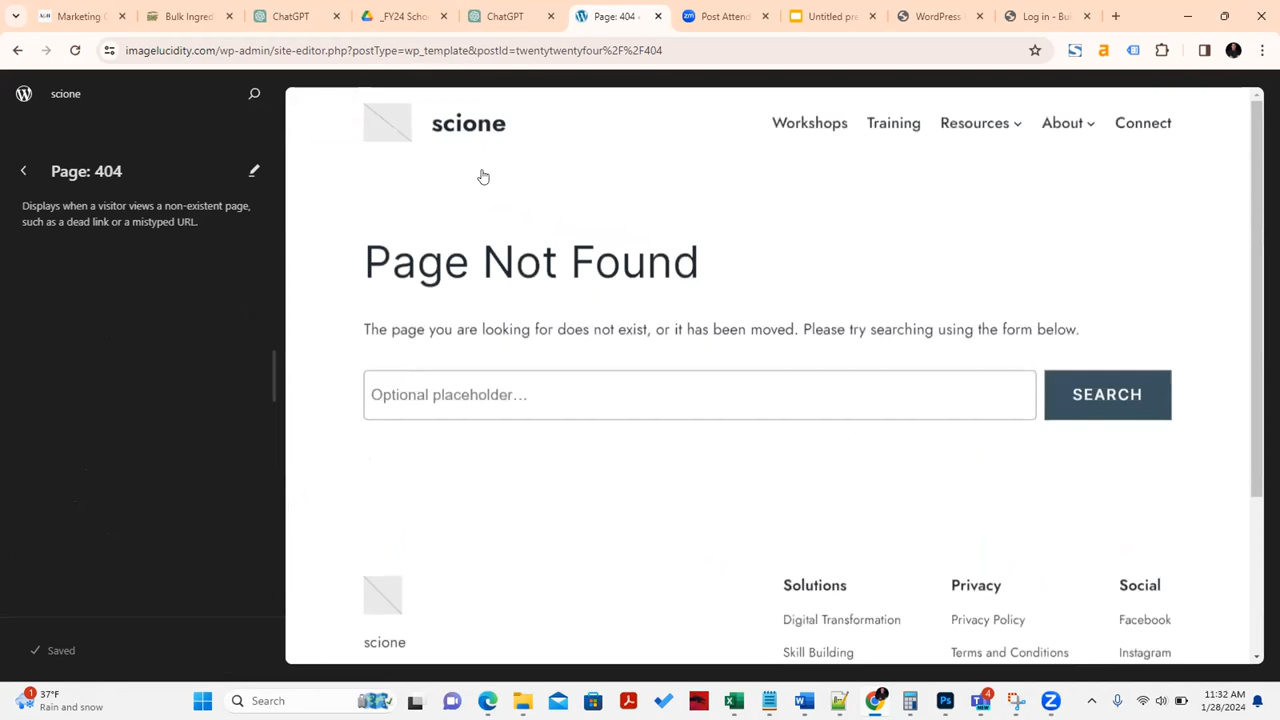 Marketing C
Bulk Ingred
ChatGPT
_FY24 Scho
ChatGPT
Page: 404
Post Attend
Untitled pre
WordPress
Log in - Bu
imagelucidity.com/wp-admin/site-editor.php?postType=wp_template&postId=twentytwentyfour%2F%2F404
scione
Page: 404
Displays when a visitor views a non-existent page,
such as a dead link or a mistyped URL.
Saved
scione
Workshops Training Resources About Connect
Page Not Found
The page you are looking for does not exist, or it has been moved. Please try searching using the form below.
Optional placeholder...
SEARCH
scione
Solutions
Digital Transformation
Skill Building
Privacy
Privacy Policy
Terms and Conditions
Social
Facebook
Instagram
1
37°F
Rain and snow
Search
4
11:32 AM
1/28/2024